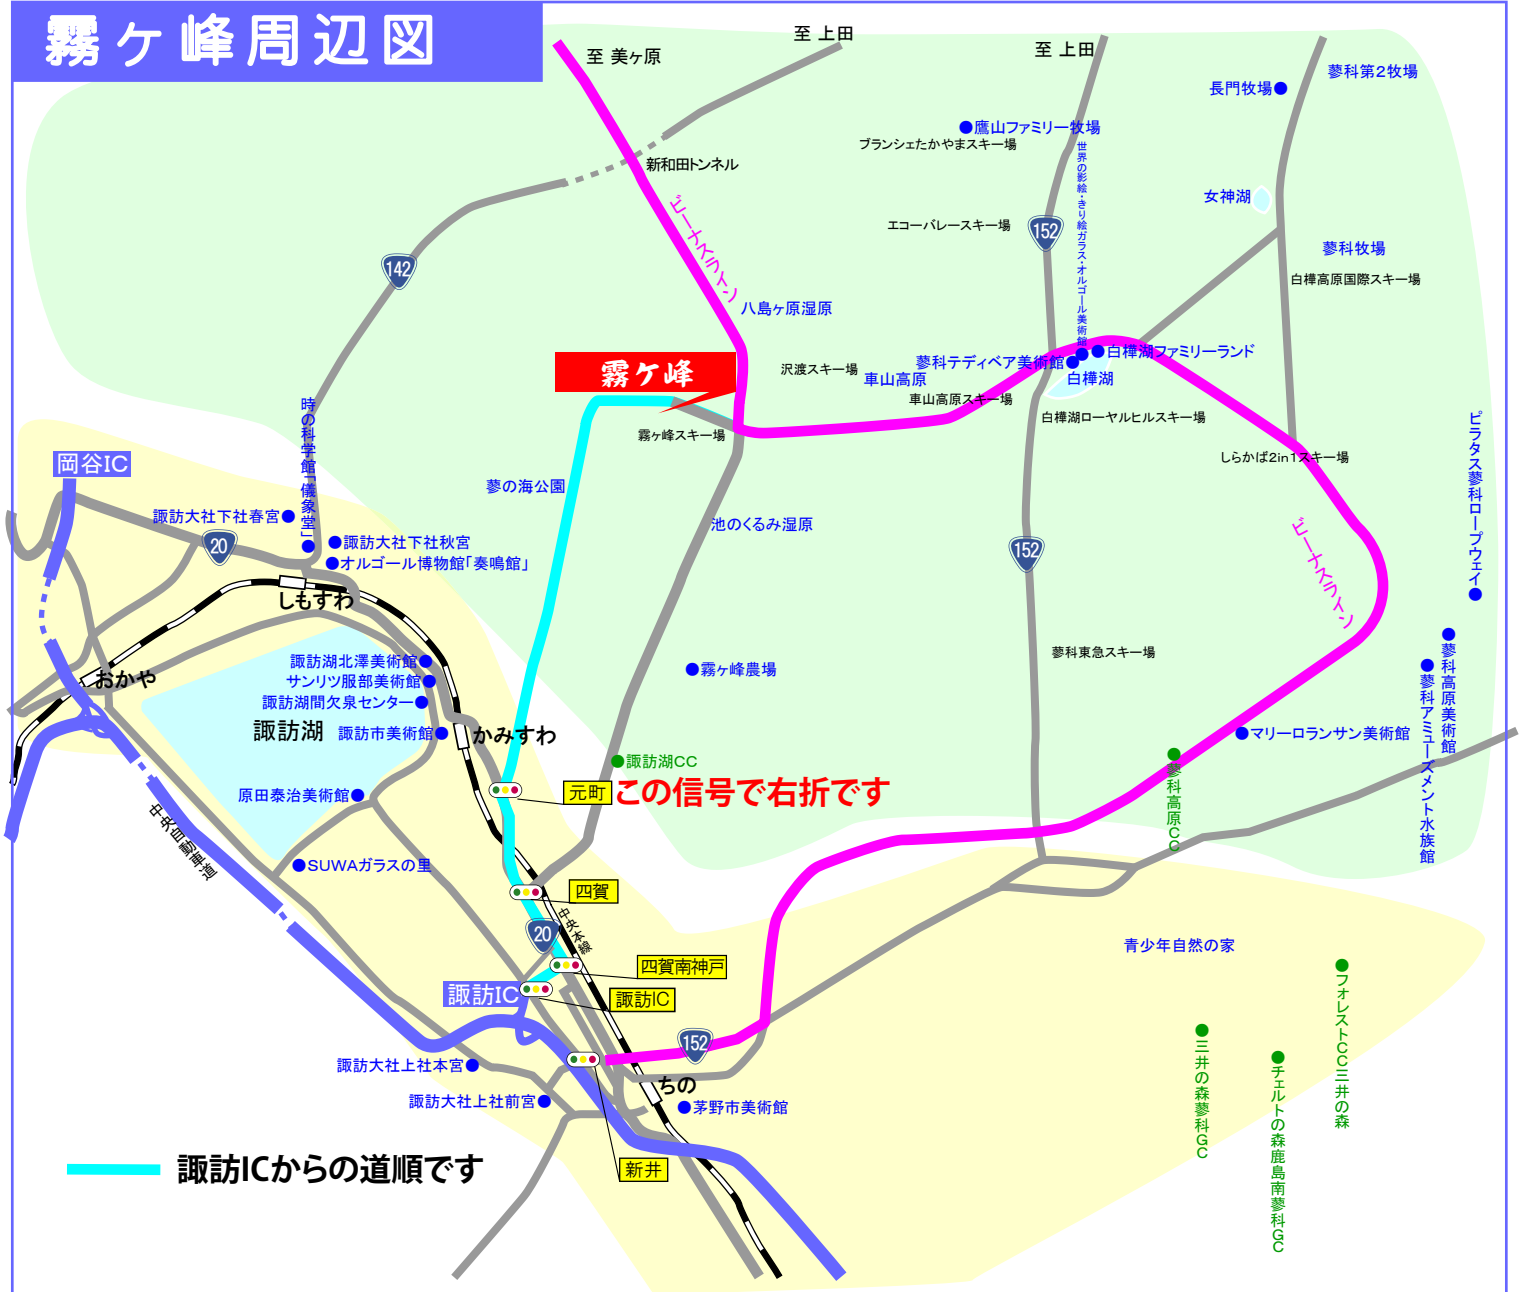 霧ケ峰周辺図
至 美ヶ原
至 上田
至 上田
蓼科第2牧場
長門牧場
鷹山ファミリー牧場
ブランシェたかやまスキー場
世界の影絵・きり絵ガラス・オルゴール美術館
新和田トンネル
女神湖
ビーナスライン
エコーバレースキー場
152
蓼科牧場
142
白樺高原国際スキー場
八島ヶ原湿原
霧ケ峰
沢渡スキー場
車山高原
蓼科テディベア美術館
白樺湖ファミリーランド
白樺湖
車山高原スキー場
白樺湖ローヤルヒルスキー場
霧ヶ峰スキー場
しらかば2in1スキー場
ピラタス蓼科ロープウェイ
時の科学館「儀象堂」
岡谷IC
蓼の海公園
諏訪大社下社春宮
池のくるみ湿原
ビーナスライン
20
諏訪大社下社秋宮
152
オルゴール博物館「奏鳴館」
しもすわ
蓼科東急スキー場
諏訪湖北澤美術館
霧ヶ峰農場
おかや
サンリツ服部美術館
諏訪湖間欠泉センター
蓼科高原美術館
蓼科アミューズメント水族館
諏訪湖
諏訪市美術館
かみすわ
マリーローランサン美術館
諏訪湖CC
蓼科高原CC
原田泰治美術館
元町
この信号で右折です
中央自動車道
SUWAガラスの里
四賀
中央本線
20
青少年自然の家
四賀南神戸
諏訪IC
諏訪IC
フォレストCC三井の森
三井の森蓼科GC
チェルトの森鹿島南蓼科GC
152
諏訪大社上社本宮
ちの
諏訪大社上社前宮
茅野市美術館
新井
諏訪ICからの道順です